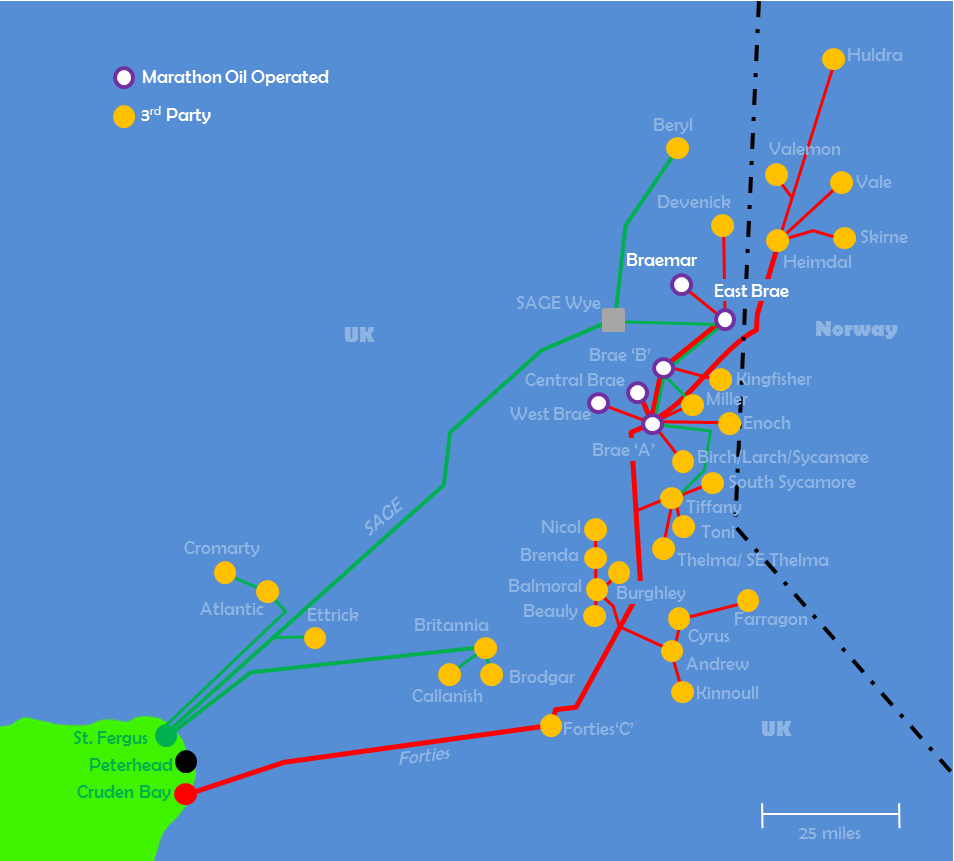 Huldra
Marathon Oil Operated
3rd Party
Beryl
Valemon
Vale
Devenick
Skirne
Braemar
Heimdal
East Brae
SAGE Wye
UK
Norway
Brae ‘B’
Central Brae
Kingfisher
Miller
West Brae
Enoch
Brae ‘A’
Birch/Larch/Sycamore
South Sycamore
SAGE
Tiffany
Nicol
Toni
Cromarty
Brenda
Thelma/ SE Thelma
Balmoral
Burghley
Atlantic
Ettrick
Beauly
Farragon
Britannia
Cyrus
Andrew
Callanish
Brodgar
Kinnoull
Forties‘C’
UK
St. Fergus
Forties
Peterhead
Cruden Bay
25 miles